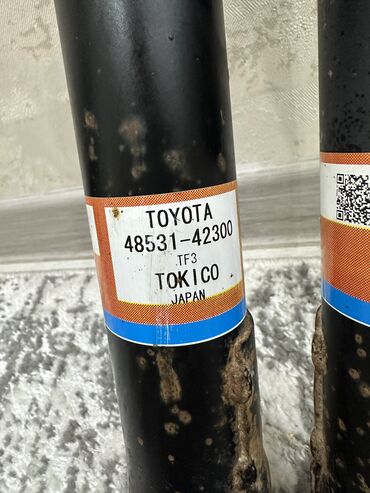 TOYOTA
48531-42300
TF3
TOKICO
JAPAN